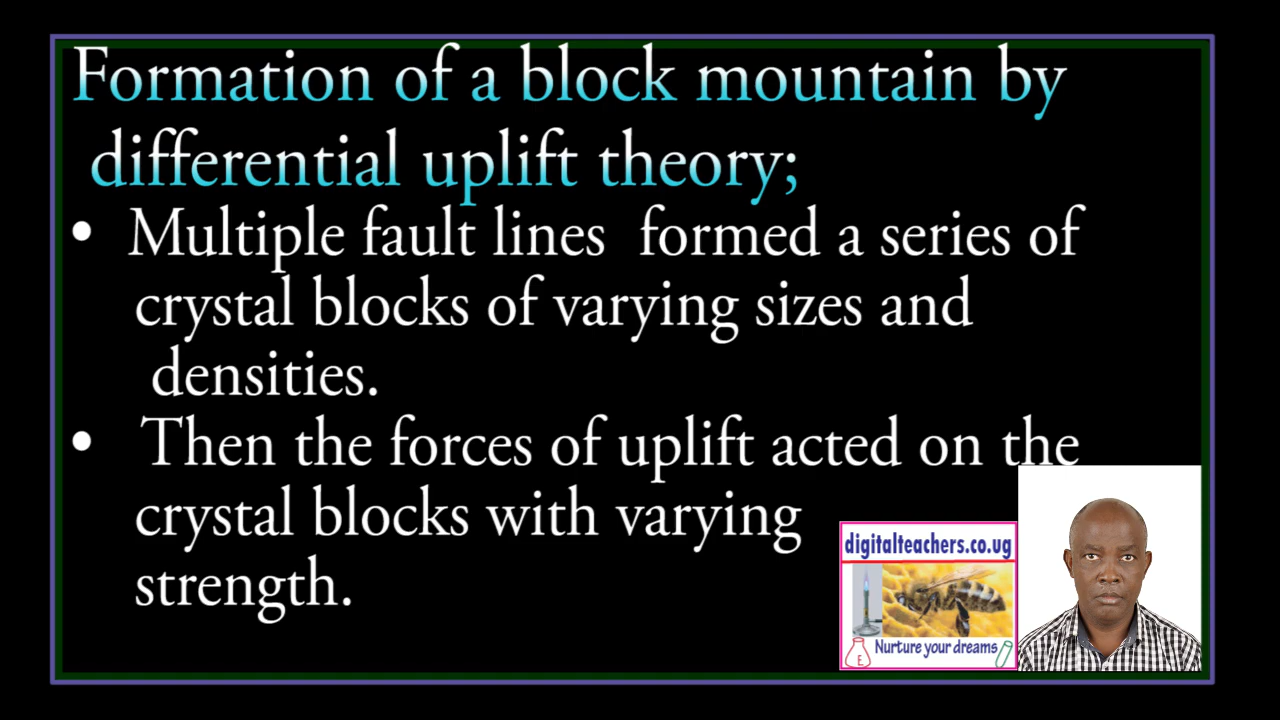 Formation of a block mountain by
differential uplift theory;
• Multiple fault lines formed a series of
crystal blocks of varying sizes and
densities.
• Then the forces of uplift acted on the
crystal blocks with varying
strength.
digitalteachers.co.ug
E
Nurture your dreams